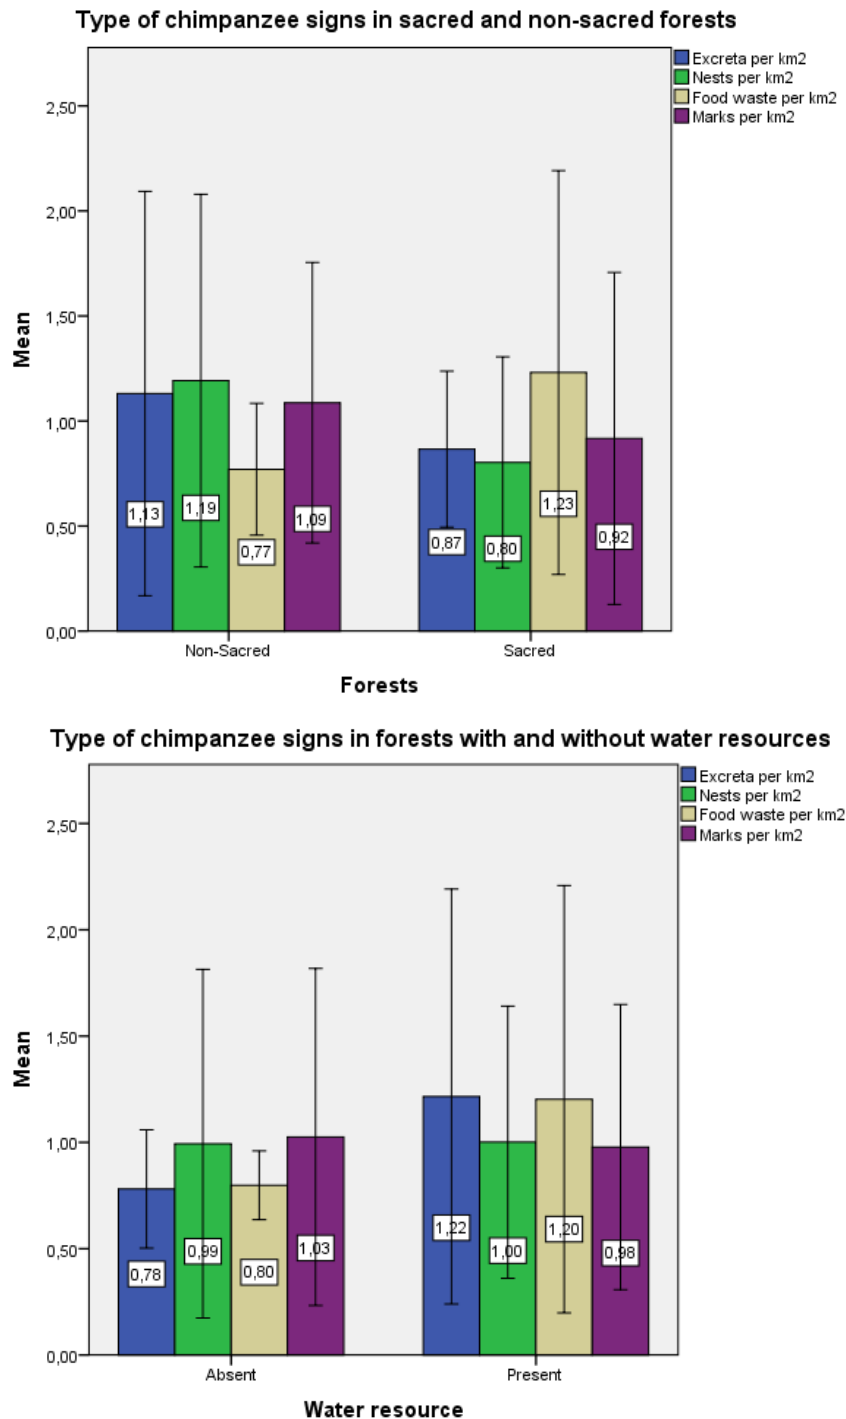 Type of chimpanzee signs in sacred and non-sacred forests
Excreta per km2
Nests per km2
Food waste per km2
Marks per km2
2,50
2,00
1,50
1,00
0,50
0,00
Mean
1,13
1,19
0,77
1,09
0,87
0,80
1,23
0,92
Non-Sacred
Sacred
Forests
Type of chimpanzee signs in forests with and without water resources
Excreta per km2
Nests per km2
Food waste per km2
Marks per km2
2,50
2,00
1,50
1,00
0,50
0,00
Mean
0,78
0,99
0,80
1,03
1,22
1,00
1,20
0,98
Absent
Present
Water resource